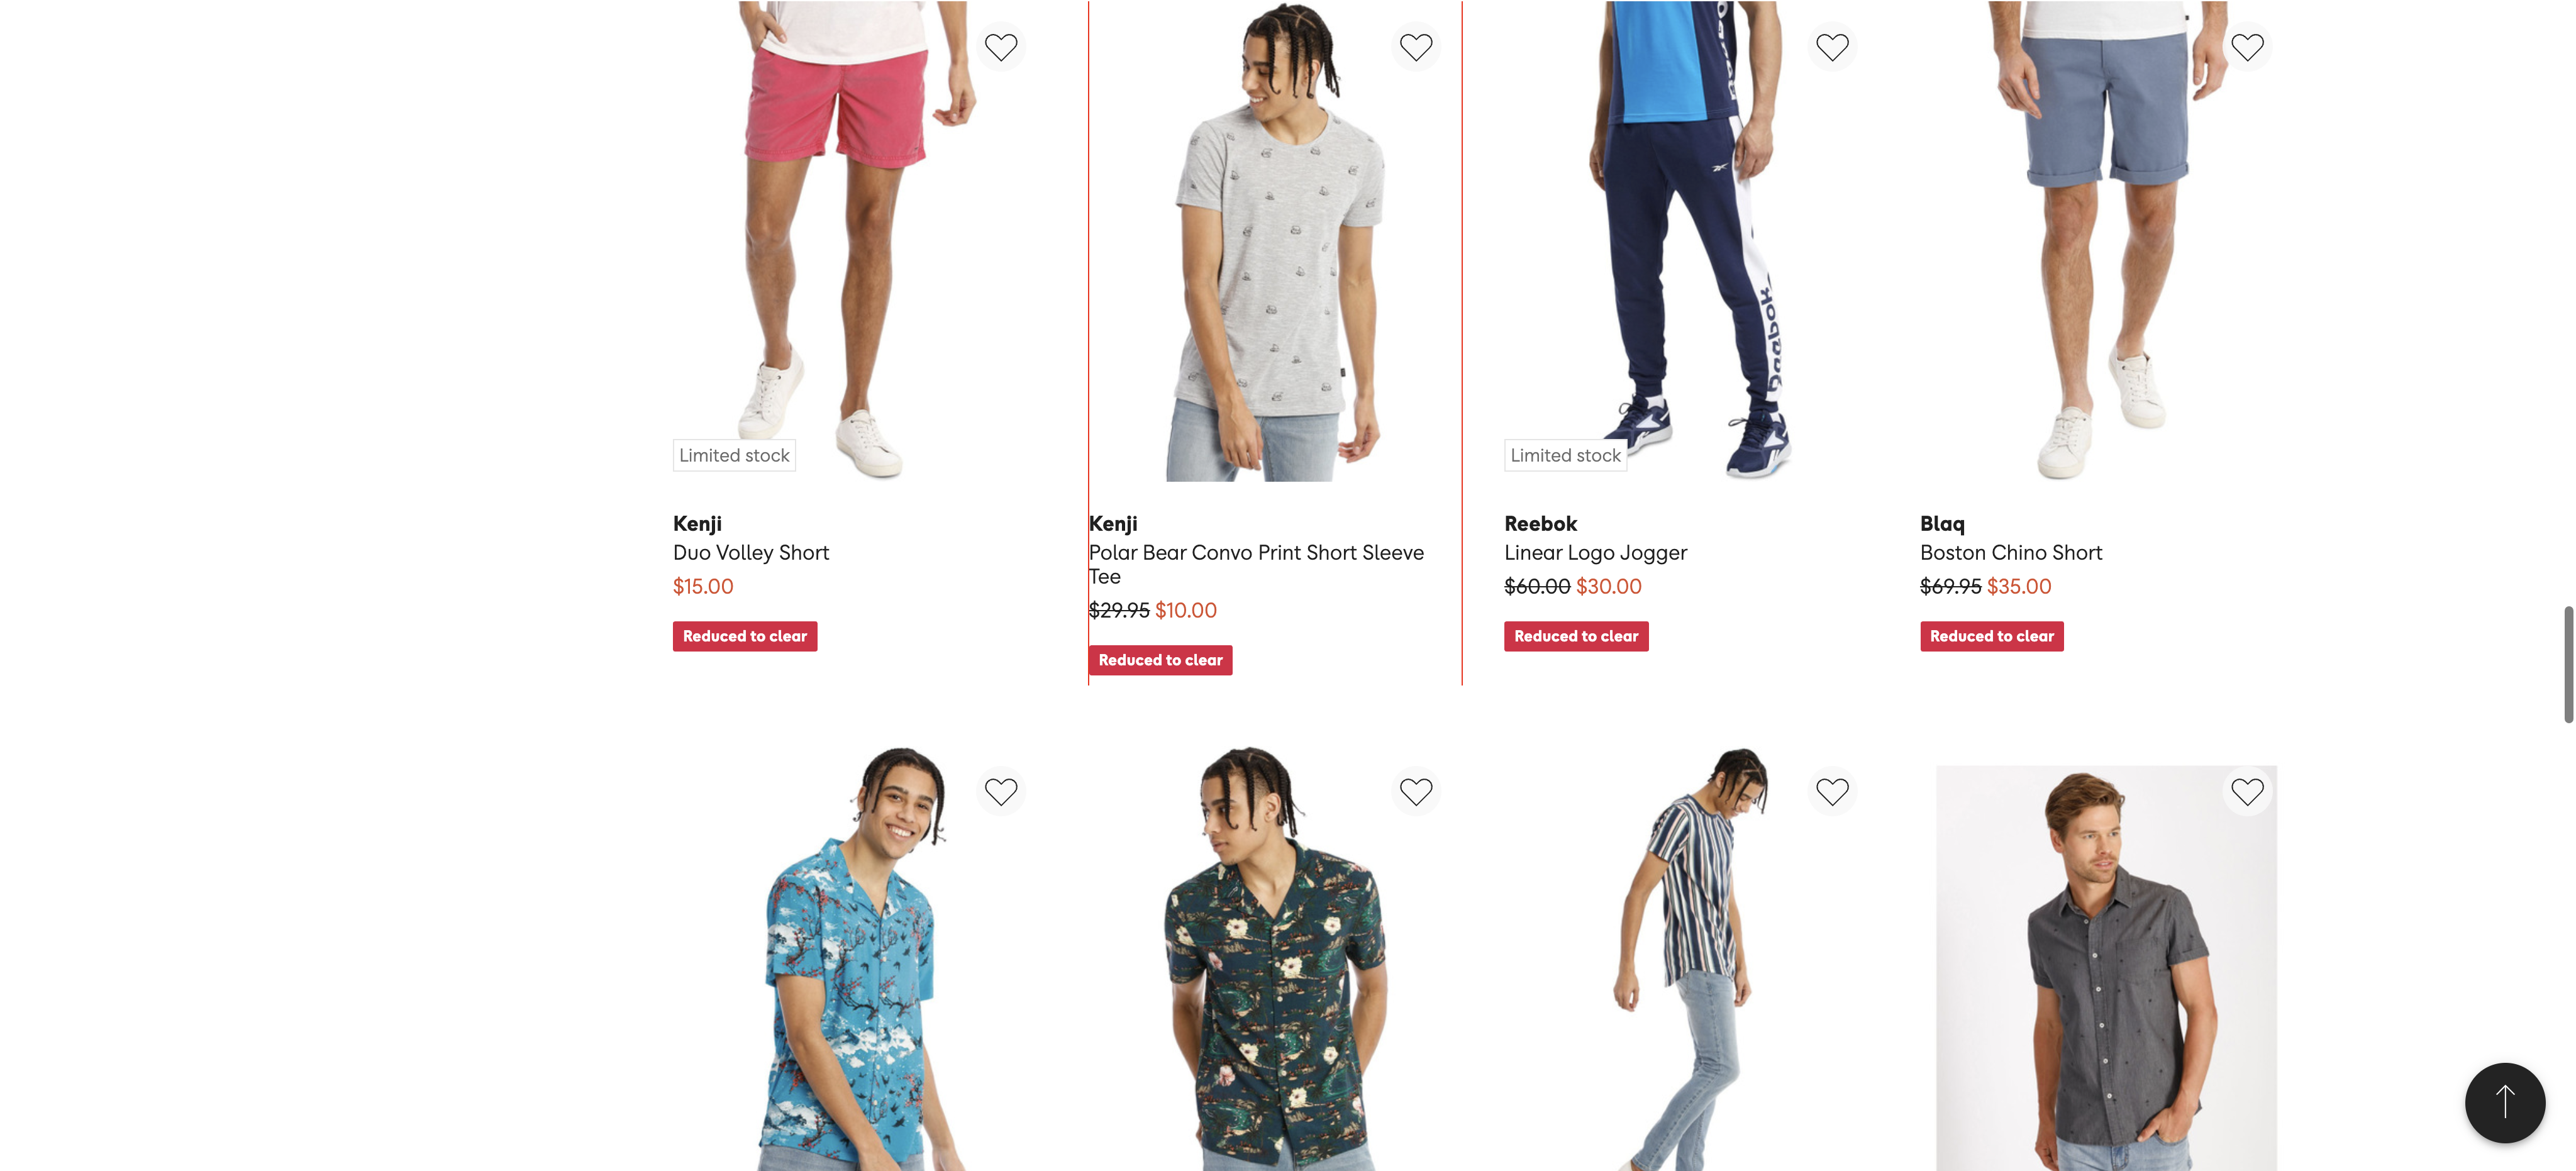 Limited stock
Limited stock
Kenji
Duo Volley Short
$15.00
Reduced to clear
Kenji
Polar Bear Convo Print Short Sleeve
Tee
$29.95 $10.00
Reduced to clear
Reebok
Reebok
Linear Logo Jogger
$60.00 $30.00
Reduced to clear
Blaq
Boston Chino Short
$69.95 $35.00
Reduced to clear